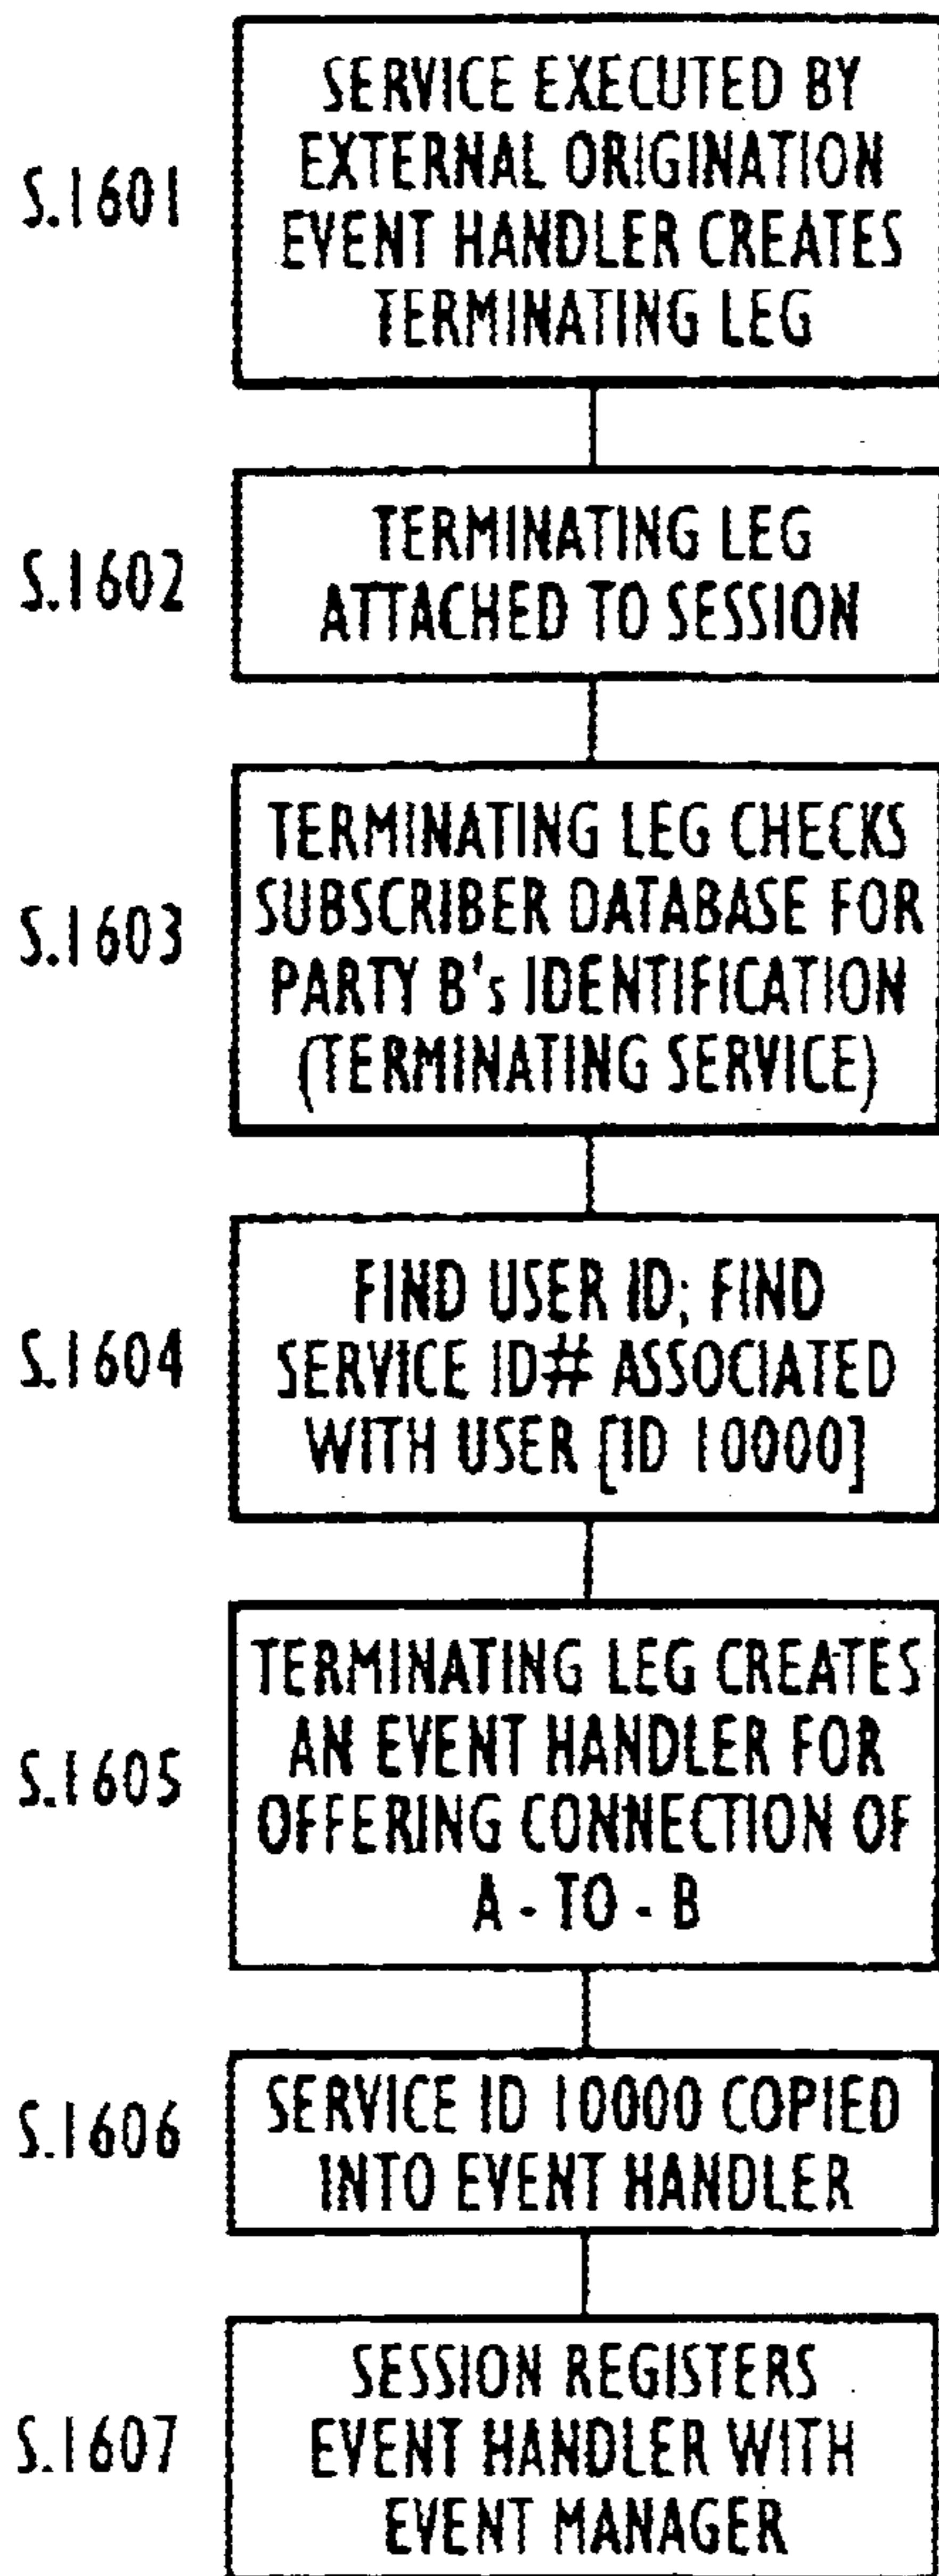 S.1601
SERVICE EXECUTED BY
EXTERNAL ORIGINATION
EVENT HANDLER CREATES
TERMINATING LEG
S.1602
TERMINATING LEG
ATTACHED TO SESSION
S.1603
TERMINATING LEG CHECKS
SUBSCRIBER DATABASE FOR
PARTY B's IDENTIFICATION
(TERMINATING SERVICE)
S.1604
FIND USER ID; FIND
SERVICE ID# ASSOCIATED
WITH USER [ID 10000]
S.1605
TERMINATING LEG CREATES
AN EVENT HANDLER FOR
OFFERING CONNECTION OF
A - TO - B
S.1606
SERVICE ID 10000 COPIED
INTO EVENT HANDLER
S.1607
SESSION REGISTERS
EVENT HANDLER WITH
EVENT MANAGER